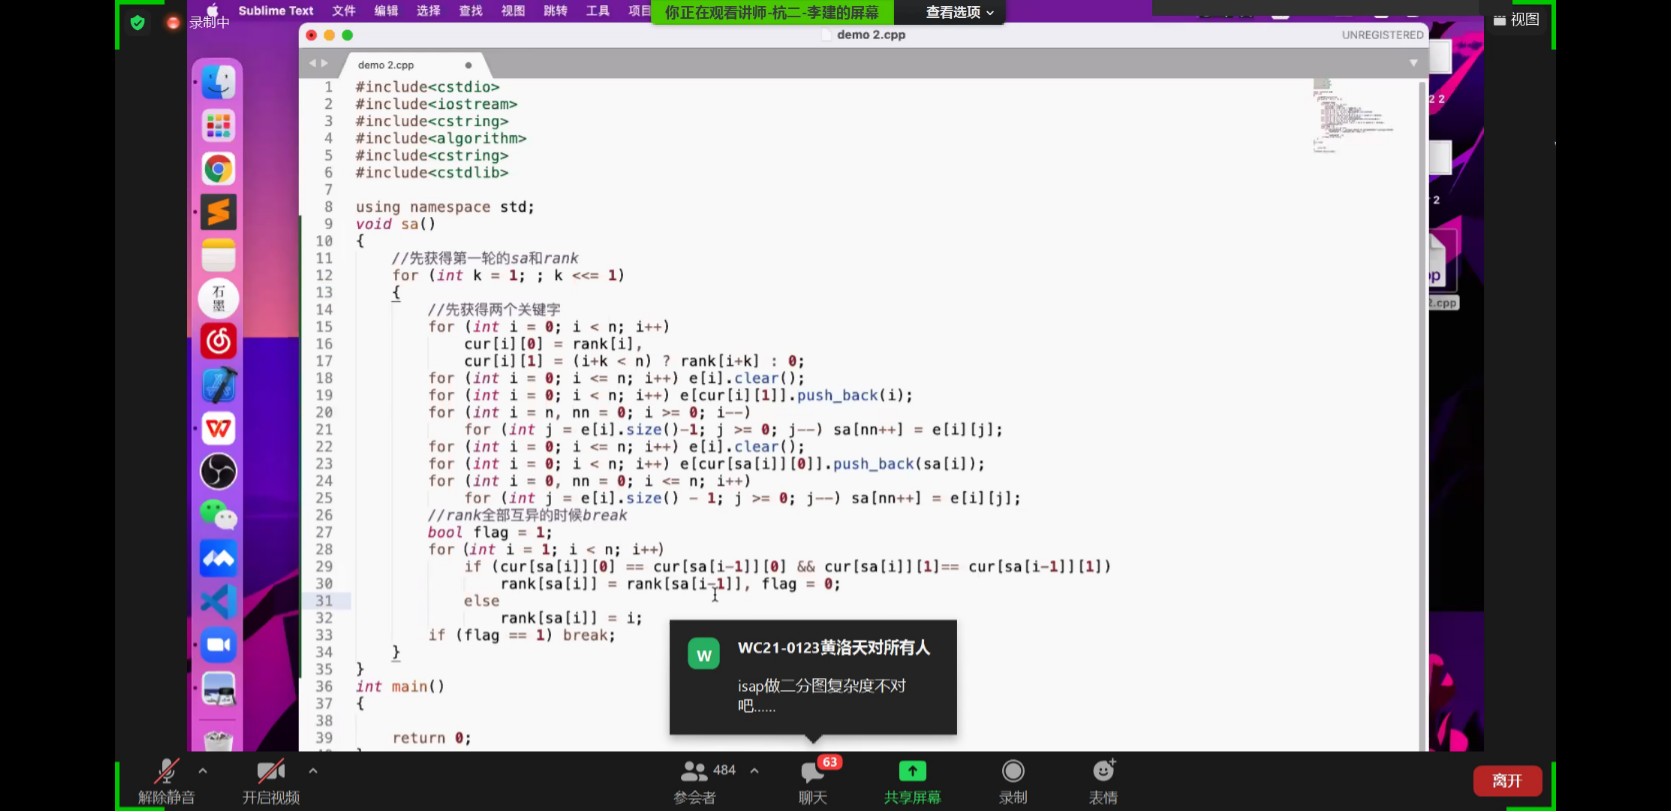 录制中
Sublime Text 文件 编辑 选择 查找 视图 跳转 工具 项目
你正在观看讲师-杭二-李建的屏幕
查看选项
视图
demo 2.cpp
UNREGISTERED
demo 2.cpp
1 #include<cstdio>
2 #include<iostream>
3 #include<cstring>
4 #include<algorithm>
5 #include<cstring>
6 #include<cstdlib>
7
8 using namespace std;
9 void sa()
10 {
11 //先获得第一轮的sa和rank
12 for (int k = 1; ; k <<= 1)
13 {
14 //先获得两个关键字
15 for (int i = 0; i < n; i++)
16 cur[i][0] = rank[i],
17 cur[i][1] = (i+k < n) ? rank[i+k] : 0;
18 for (int i = 0; i <= n; i++) e[i].clear();
19 for (int i = 0; i < n; i++) e[cur[i][1]].push_back(i);
20 for (int i = n, nn = 0; i >= 0; i--)
21 for (int j = e[i].size()-1; j >= 0; j--) sa[nn++] = e[i][j];
22 for (int i = 0; i <= n; i++) e[i].clear();
23 for (int i = 0; i < n; i++) e[cur[sa[i]][0]].push_back(sa[i]);
24 for (int i = 0, nn = 0; i <= n; i++)
25 for (int j = e[i].size() - 1; j >= 0; j--) sa[nn++] = e[i][j];
26 //rank全部互异的时候break
27 bool flag = 1;
28 for (int i = 1; i < n; i++)
29 if (cur[sa[i]][0] == cur[sa[i-1]][0] && cur[sa[i]][1]== cur[sa[i-1]][1])
30 rank[sa[i]] = rank[sa[i-1]], flag = 0;
31 else
32 rank[sa[i]] = i;
33 if (flag == 1) break;
34 }
35 }
36 int main()
37 {
38
39 return 0;
石墨
2 2
2
pp
2.cpp
W
WC21-0123黄洛天对所有人
isap做二分图复杂度不对
吧......
解除静音
开启视频
484
参会者
63
聊天
共享屏幕
录制
表情
离开